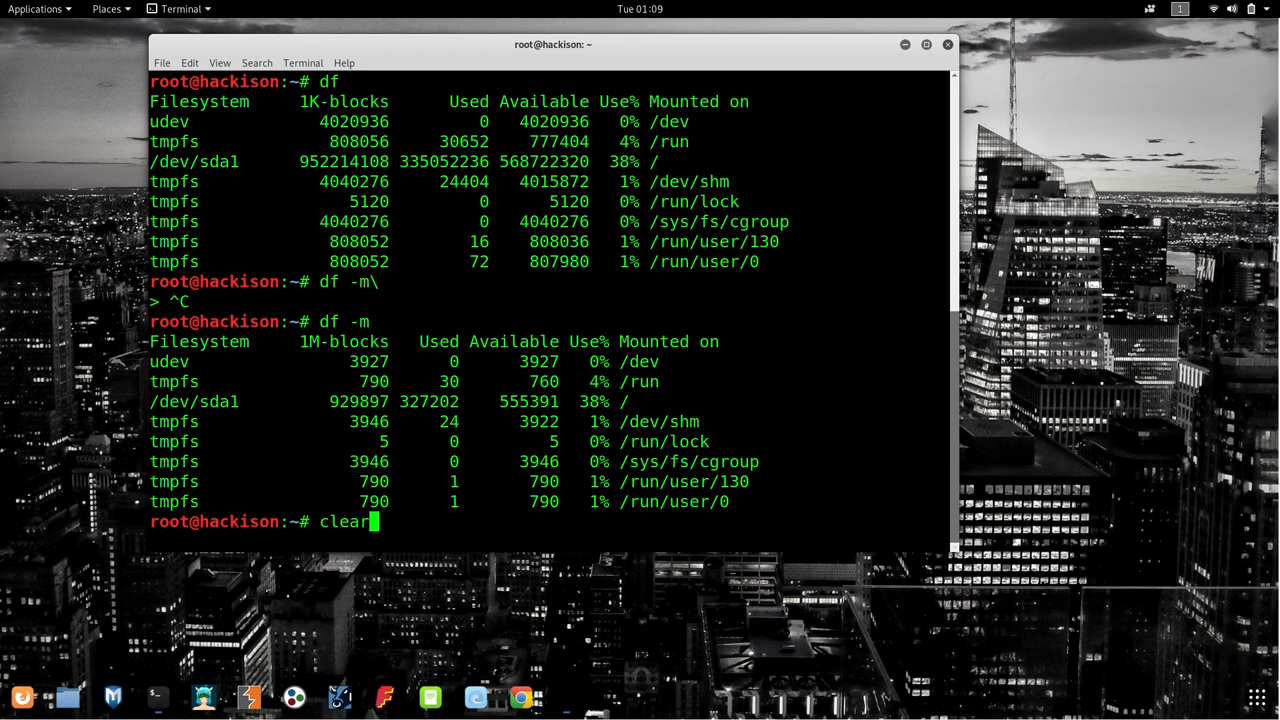 Applications Places Terminal Tue 01:09 1
root@hackison: ~
File Edit View Search Terminal Help
root@hackison:~# df
Filesystem     1K-blocks      Used Available Use% Mounted on
udev             4020936         0   4020936   0% /dev
tmpfs             808056     30652    777404   4% /run
/dev/sda1      952214108 335052236 568722320  38% /
tmpfs            4040276     24404   4015872   1% /dev/shm
tmpfs               5120         0      5120   0% /run/lock
tmpfs            4040276         0   4040276   0% /sys/fs/cgroup
tmpfs             808052        16    808036   1% /run/user/130
tmpfs             808052        72    807980   1% /run/user/0
root@hackison:~# df -m\
> ^C
root@hackison:~# df -m
Filesystem     1M-blocks   Used Available Use% Mounted on
udev                3927      0      3927   0% /dev
tmpfs                790     30       760   4% /run
/dev/sda1         929897 327202    555391  38% /
tmpfs               3946     24      3922   1% /dev/shm
tmpfs                  5      0         5   0% /run/lock
tmpfs               3946      0      3946   0% /sys/fs/cgroup
tmpfs                790      1       790   1% /run/user/130
tmpfs                790      1       790   1% /run/user/0
root@hackison:~# clear